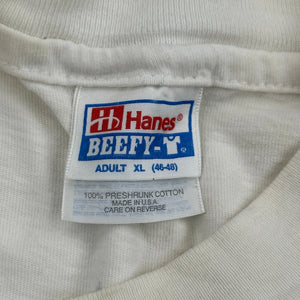 Hanes®
BEEFY-T®
ADULT XL (46-48)
100% PRESHRUNK COTTON
MADE IN U.S.A.
CARE ON REVERSE